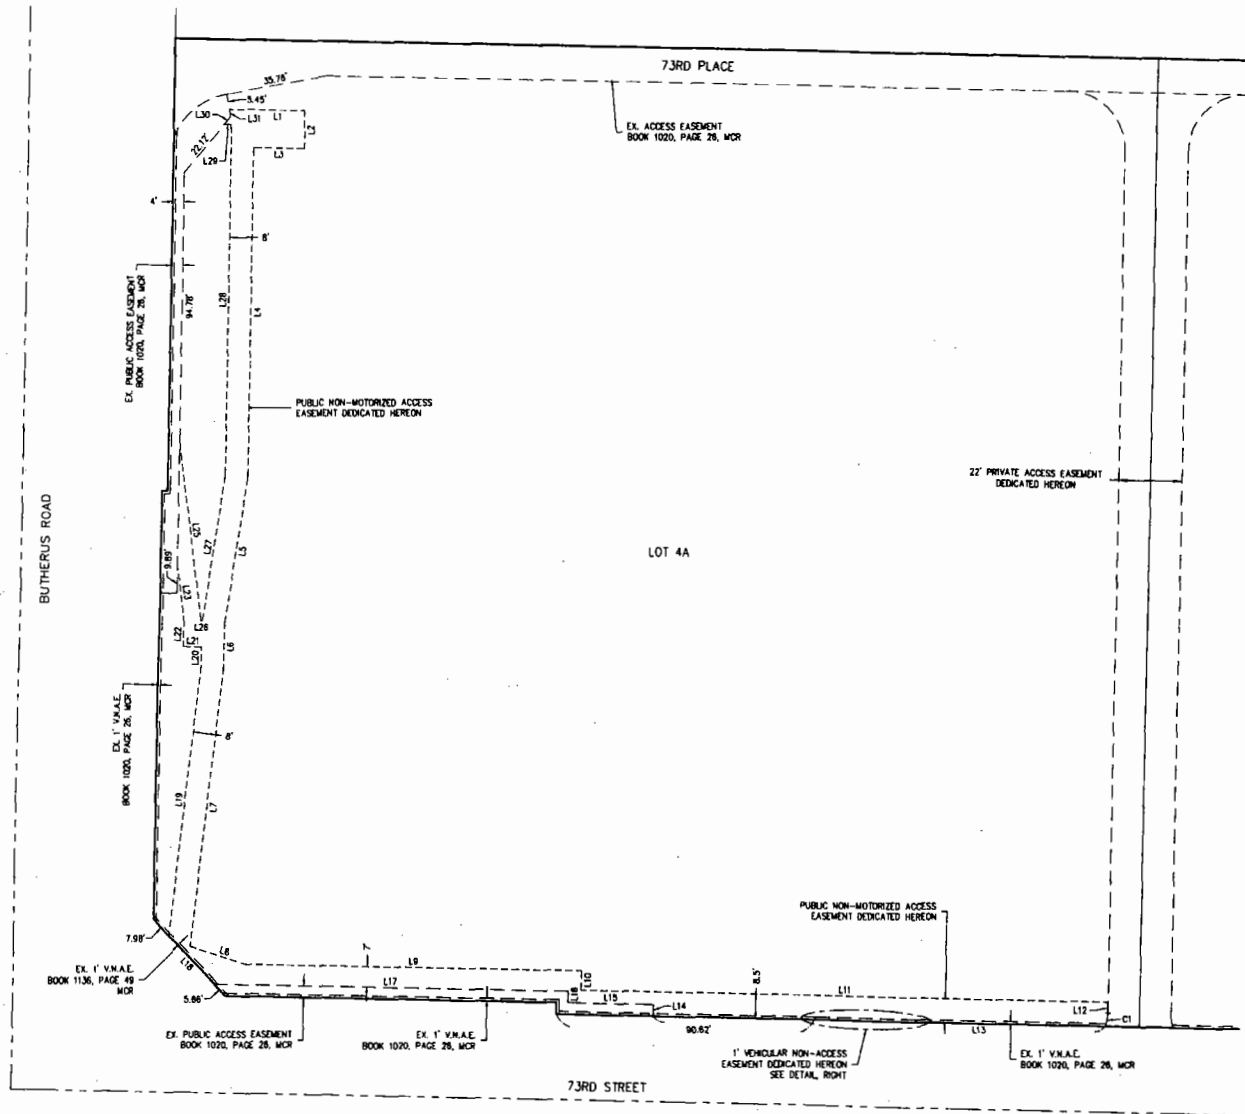 73RD PLACE
35.78'
5.45'
L30
L31
L1
L2
L3
22.12'
L29
EX. ACCESS EASEMENT
BOOK 1020, PAGE 26, MCR
4'
8'
EX. PUBLIC ACCESS EASEMENT
BOOK 1020, PAGE 26, MCR
94.78'
L28
L4
PUBLIC NON-MOTORIZED ACCESS
EASEMENT DEDICATED HEREON
22' PRIVATE ACCESS EASEMENT
DEDICATED HEREON
BUTHERUS ROAD
L25
L27
L5
LOT 4A
9.89'
L23
L26
L22
L21
L20
L6
EX. 1' V.N.A.E.
BOOK 1020, PAGE 26, MCR
8'
L19
L7
PUBLIC NON-MOTORIZED ACCESS
EASEMENT DEDICATED HEREON
7.98'
L8
7'
L9
EX. 1' V.N.A.E.
BOOK 1136, PAGE 49
MCR
L18
L10
8.5'
L17
L16
L15
L11
5.66'
L14
L12
C1
90.62'
L13
EX. PUBLIC ACCESS EASEMENT
BOOK 1020, PAGE 26, MCR
EX. 1' V.N.A.E.
BOOK 1020, PAGE 26, MCR
1' VEHICULAR NON-ACCESS
EASEMENT DEDICATED HEREON
SEE DETAIL, RIGHT
EX. 1' V.N.A.E.
BOOK 1020, PAGE 26, MCR
73RD STREET